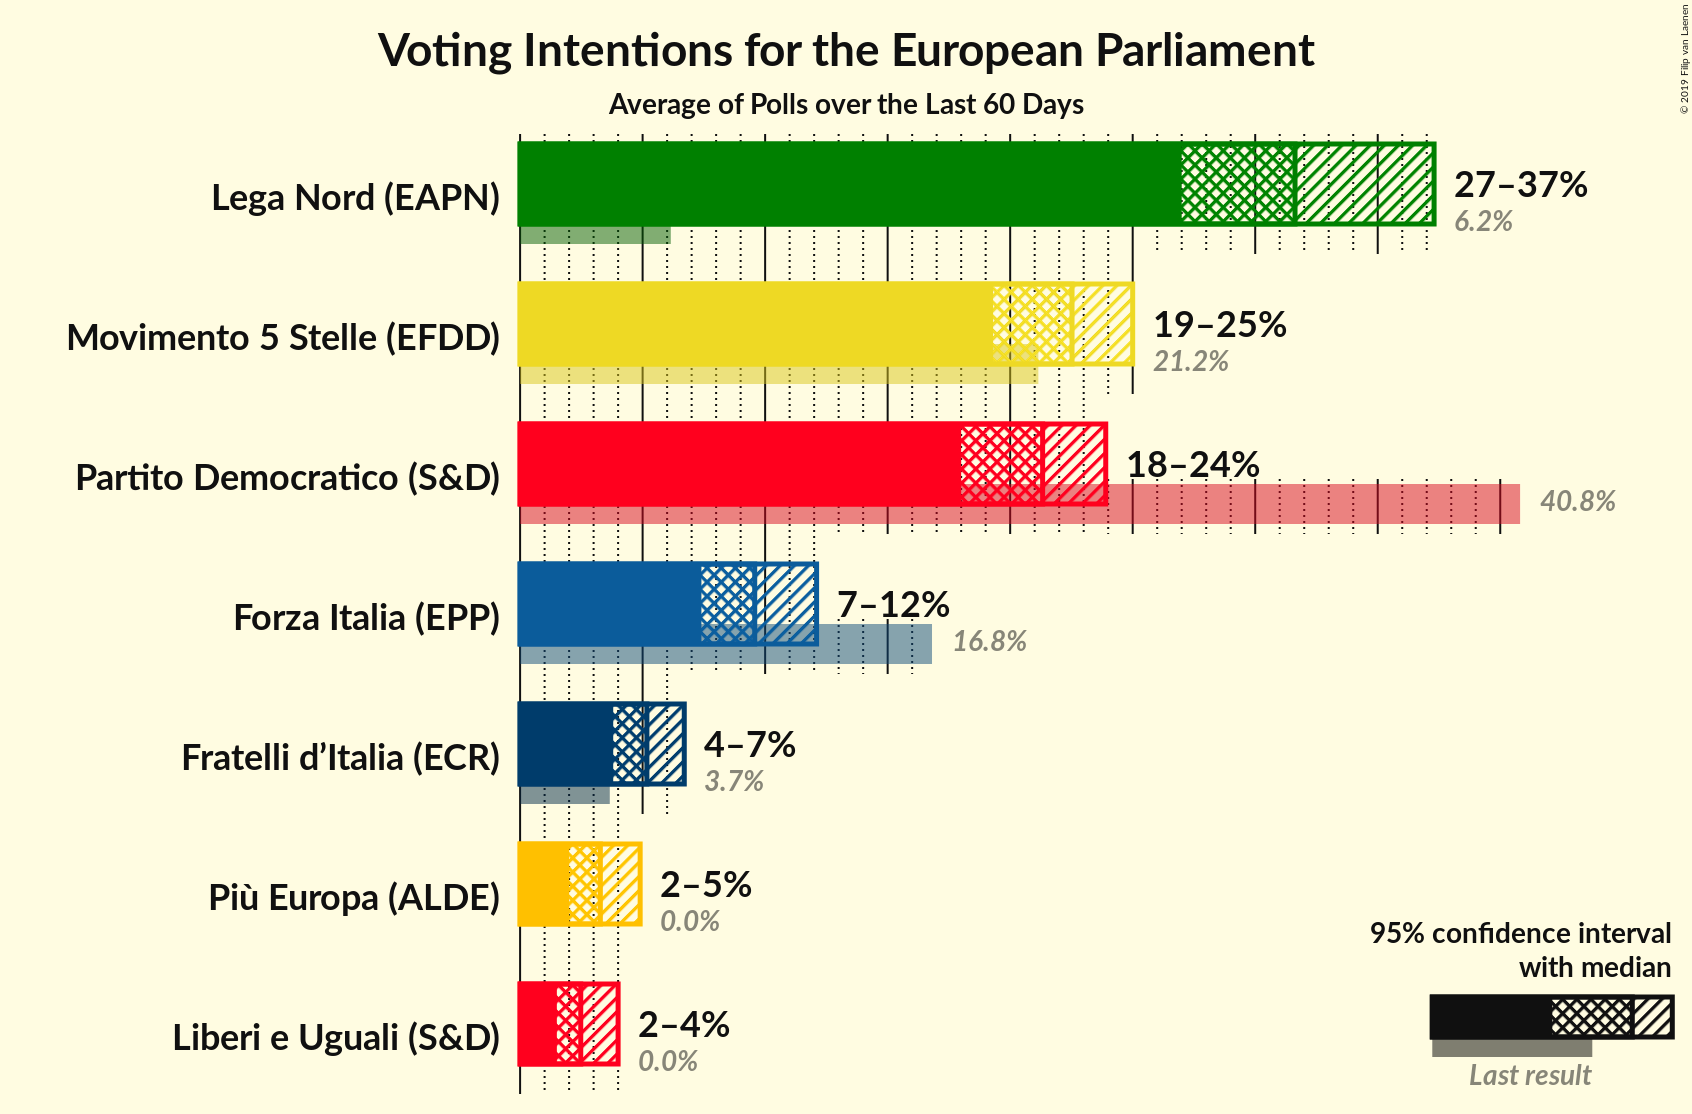 Voting Intentions for the European Parliament
Average of Polls over the Last 60 Days
© 2019 Filip van Laenen
Lega Nord (EAPN)
27–37%
6.2%
Movimento 5 Stelle (EFDD)
19–25%
21.2%
Partito Democratico (S&D)
18–24%
40.8%
Forza Italia (EPP)
7–12%
16.8%
Fratelli d’Italia (ECR)
4–7%
3.7%
Più Europa (ALDE)
2–5%
0.0%
Liberi e Uguali (S&D)
2–4%
0.0%
95% confidence interval
with median
Last result